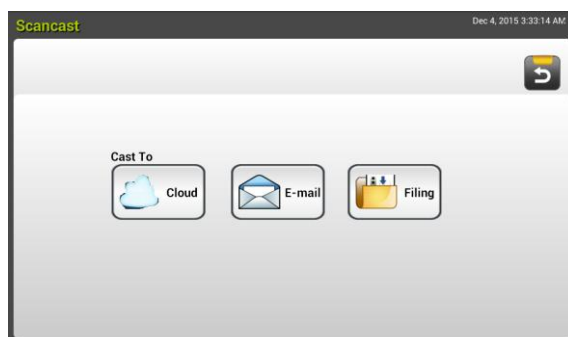 Scancast
Dec 4, 2015 3:33:14 AM
Cast To
Cloud
E-mail
Filing